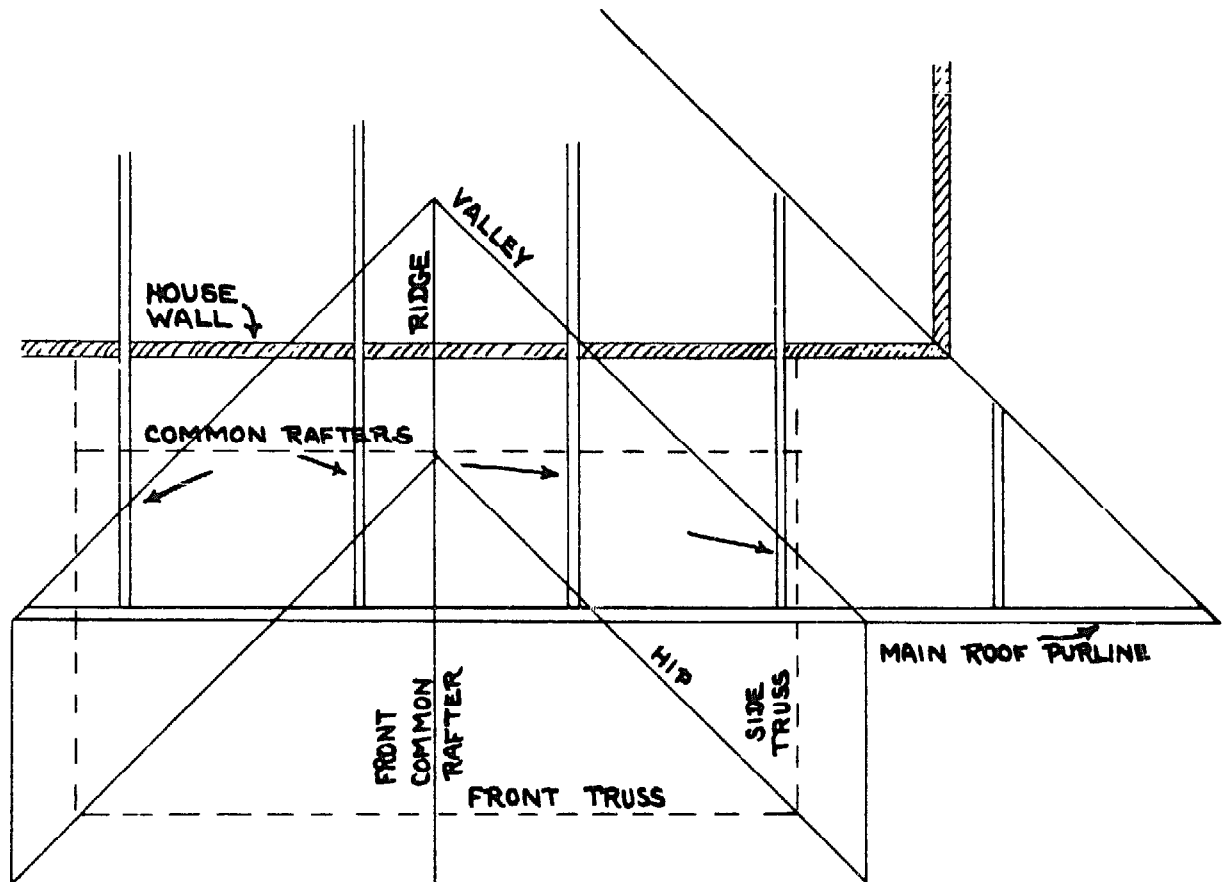 VALLEY
RIDGE
HOUSE
WALL
COMMON RAFTERS
MAIN ROOF PURLINE
HIP
SIDE
TRUSS
FRONT
COMMON
RAFTER
FRONT TRUSS